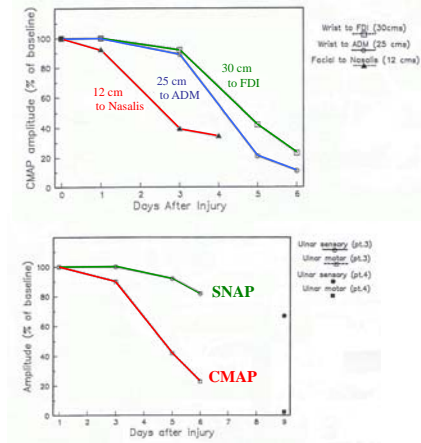 CMAP amplitude (% of baseline)
100
80
60
40
20
0
0 1 2 3 4 5 6
Days After Injury
12 cm
to Nasalis
25 cm
to ADM
30 cm
to FDI
Wrist to FDI (30cms)
Wrist to ADM (25 cms)
Facial to Nasalis (12 cms)
Amplitude (% of baseline)
100
80
60
40
20
0
1 2 3 4 5 6 7 8 9
Days after injury
SNAP
CMAP
Ulnar sensory (pt.3)
Ulnar motor (pt.3)
Ulnar sensory (pt.4)
Ulnar motor (pt.4)